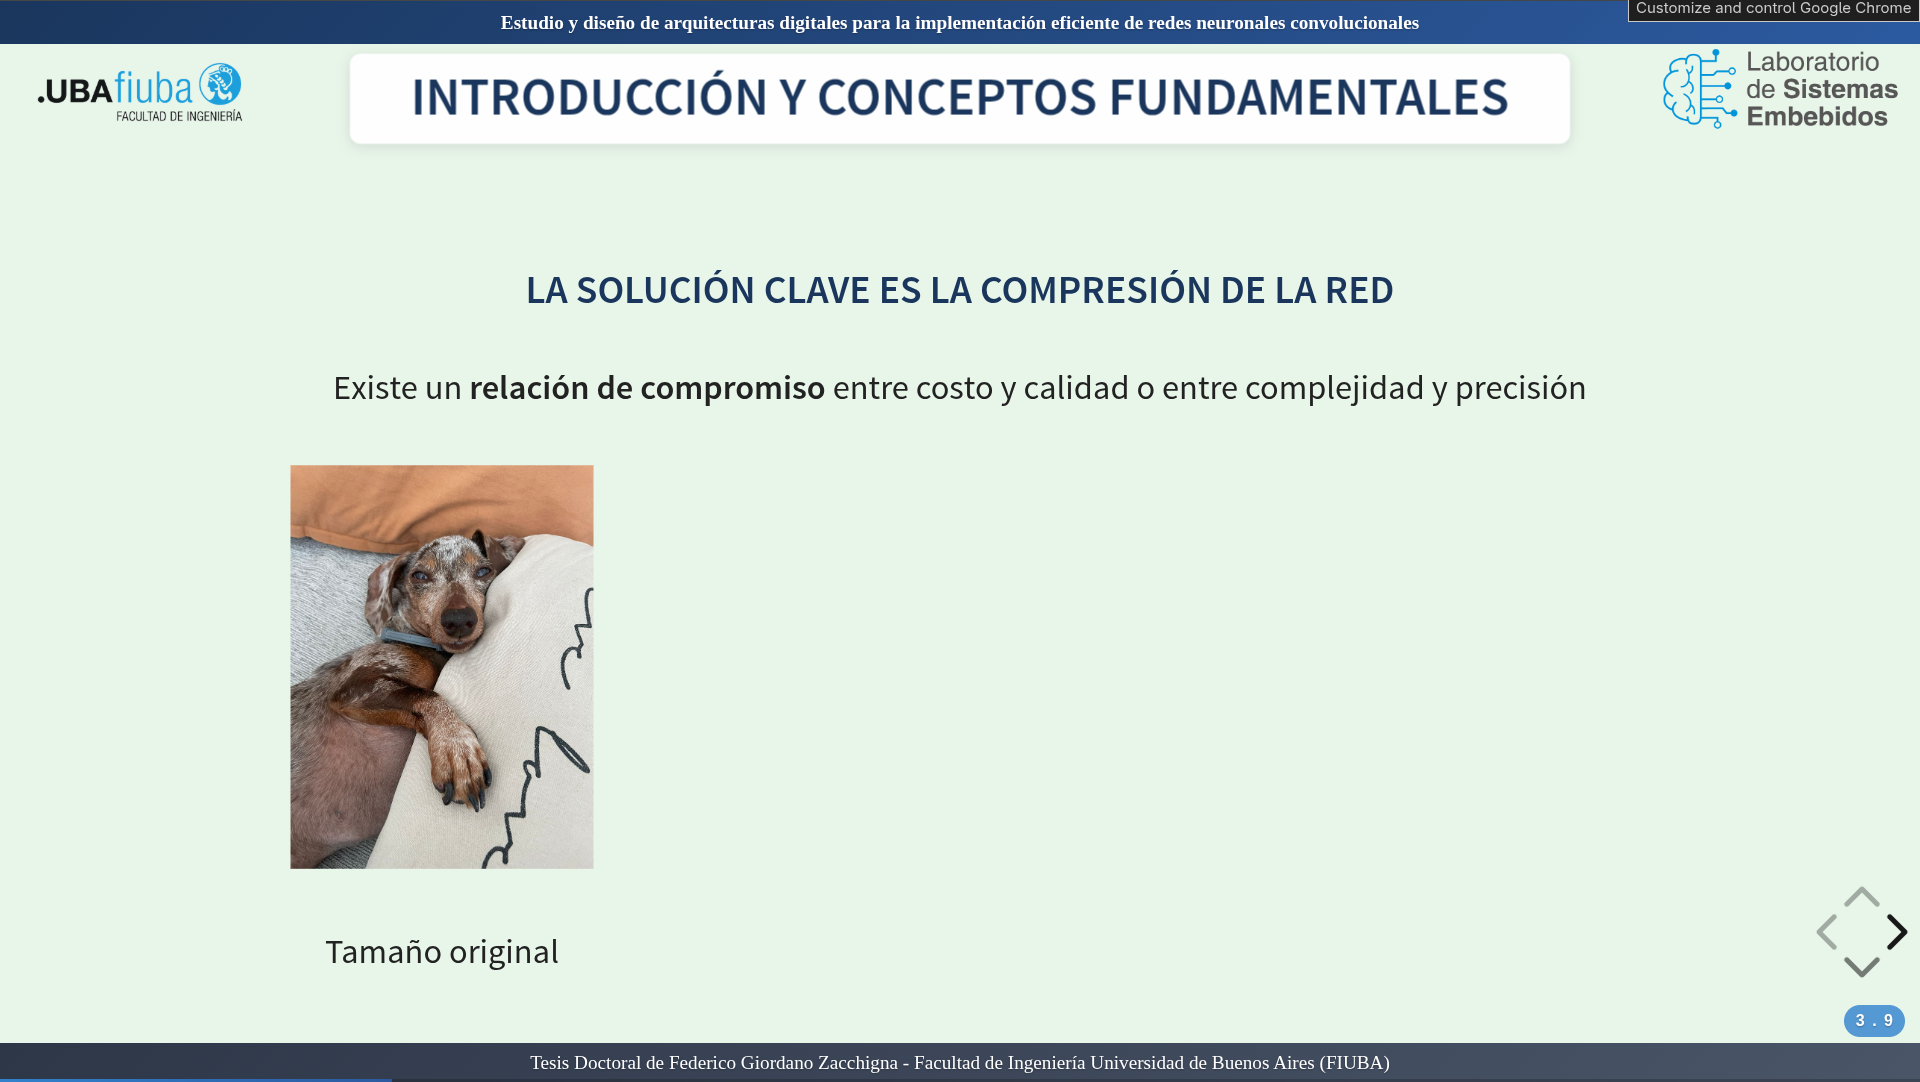 Estudio y diseño de arquitecturas digitales para la implementación eficiente de redes neuronales convolucionales
Customize and control Google Chrome
.UBAfiuba
FACULTAD DE INGENIERÍA
INTRODUCCIÓN Y CONCEPTOS FUNDAMENTALES
Laboratorio
de Sistemas
Embebidos
LA SOLUCIÓN CLAVE ES LA COMPRESIÓN DE LA RED
Existe un relación de compromiso entre costo y calidad o entre complejidad y precisión
Tamaño original
3 . 9
Tesis Doctoral de Federico Giordano Zacchigna - Facultad de Ingeniería Universidad de Buenos Aires (FIUBA)